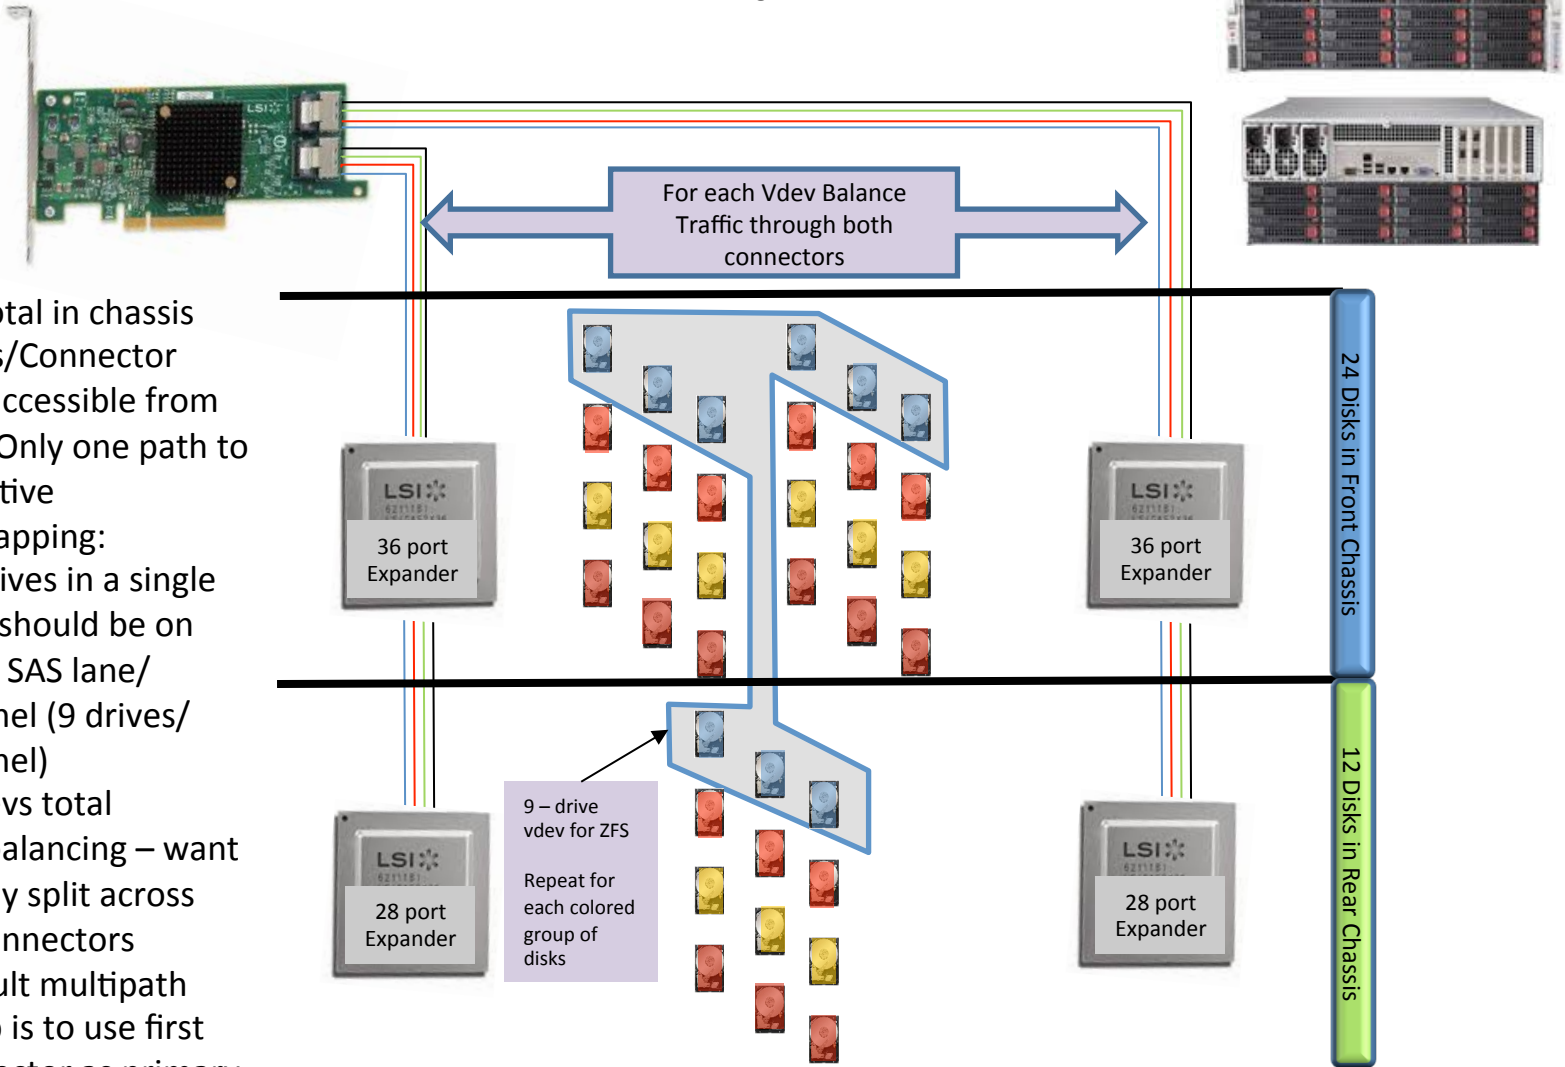 LSI
For each Vdev Balance
Traffic through both
connectors
otal in chassis
s/Connector
ccessible from
Only one path to
tive
apping:
ives in a single
should be on
SAS lane/
nel (9 drives/
nel)
vs total
alancing – want
y split across
nnectors
ult multipath
is to use first
LSI
36 port
Expander
LSI
36 port
Expander
24 Disks in Front Chassis
9 – drive
vdev for ZFS
Repeat for
each colored
group of
disks
LSI
28 port
Expander
LSI
28 port
Expander
12 Disks in Rear Chassis